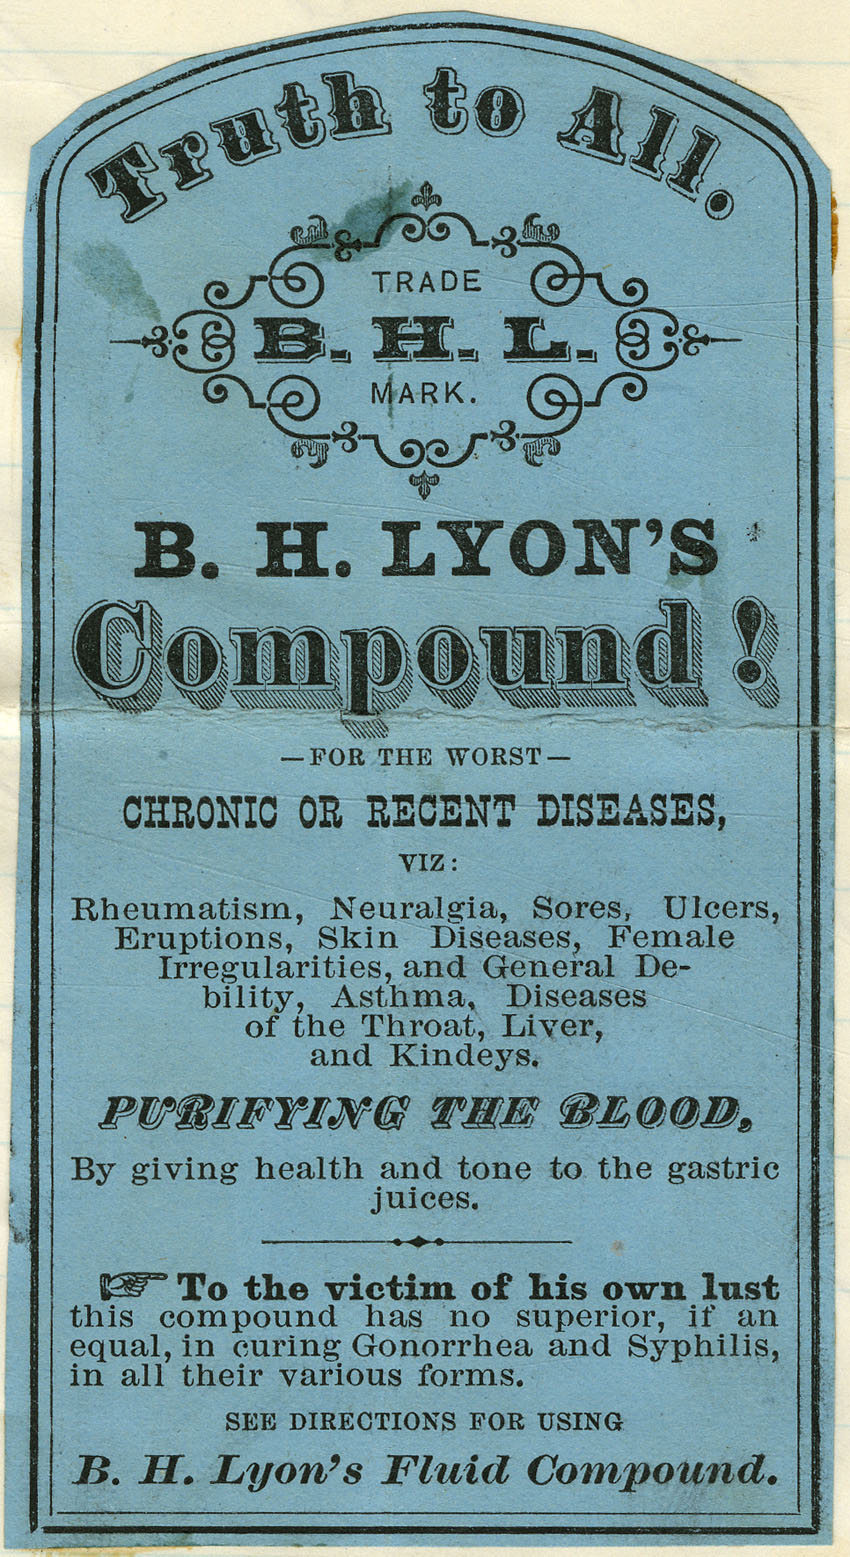 Truth to All.
TRADE
B. H. L.
MARK.
B. H. LYON'S
Compound!
—FOR THE WORST—
CHRONIC OR RECENT DISEASES,
VIZ:
Rheumatism, Neuralgia, Sores, Ulcers,
Eruptions, Skin Diseases, Female
Irregularities, and General De-
bility, Asthma, Diseases
of the Throat, Liver,
and Kindeys.
PURIFYING THE BLOOD,
By giving health and tone to the gastric
juices.
☞ To the victim of his own lust
this compound has no superior, if an
equal, in curing Gonorrhea and Syphilis,
in all their various forms.
SEE DIRECTIONS FOR USING
B. H. Lyon's Fluid Compound.